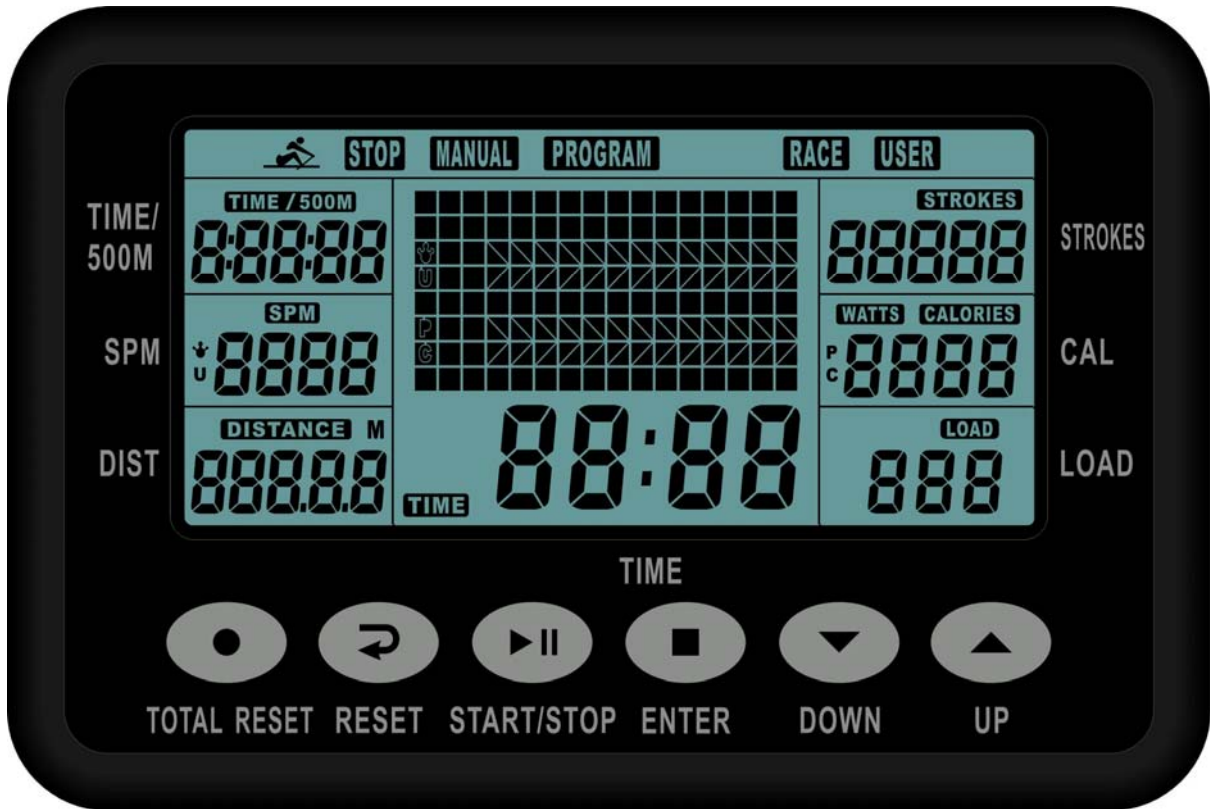 STOP MANUAL PROGRAM RACE USER
TIME/
500M
TIME / 500M
8:88:88
STROKES
88888
STROKES
U
SPM
SPM
U
8888
P
C
WATTS CALORIES
P
C
8888
CAL
DIST
DISTANCE M
888.8.8
TIME
88:88
LOAD
888
LOAD
TIME
TOTAL RESET RESET START/STOP ENTER DOWN UP